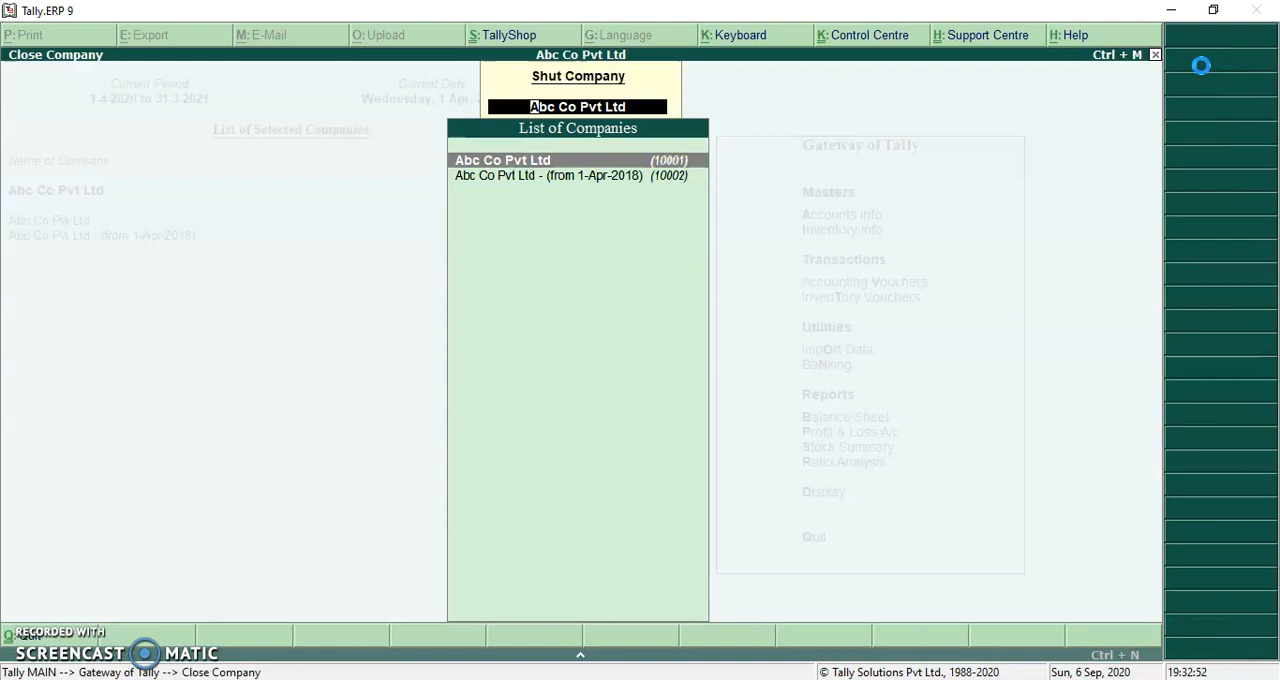 Tally.ERP 9
P: Print E: Export M: E-Mail O: Upload S: TallyShop G: Language K: Keyboard K: Control Centre H: Support Centre H: Help
Close Company Abc Co Pvt Ltd Ctrl + M
Shut Company
Abc Co Pvt Ltd
List of Companies
Abc Co Pvt Ltd (10001)
Abc Co Pvt Ltd - (from 1-Apr-2018) (10002)
Current Period
1-4-2020 to 31-3-2021
Current Date
Wednesday, 1 Apr,
List of Selected Companies
Name of Company
Abc Co Pvt Ltd
Abc Co Pvt Ltd
Abc Co Pvt Ltd - (from 1-Apr-2018)
Gateway of Tally
Masters
Accounts Info
Inventory Info
Transactions
Accounting Vouchers
InvenTory Vouchers
Utilities
ImpOrt Data
BaNking
Reports
Balance Sheet
Profit & Loss A/c
Stock Summary
Ratio Analysis
Display
Quit
Q: Quit
RECORDED WITH
SCREENCAST MATIC
Ctrl + N
Tally MAIN --> Gateway of Tally --> Close Company © Tally Solutions Pvt Ltd., 1988-2020 Sun, 6 Sep, 2020 19:32:52